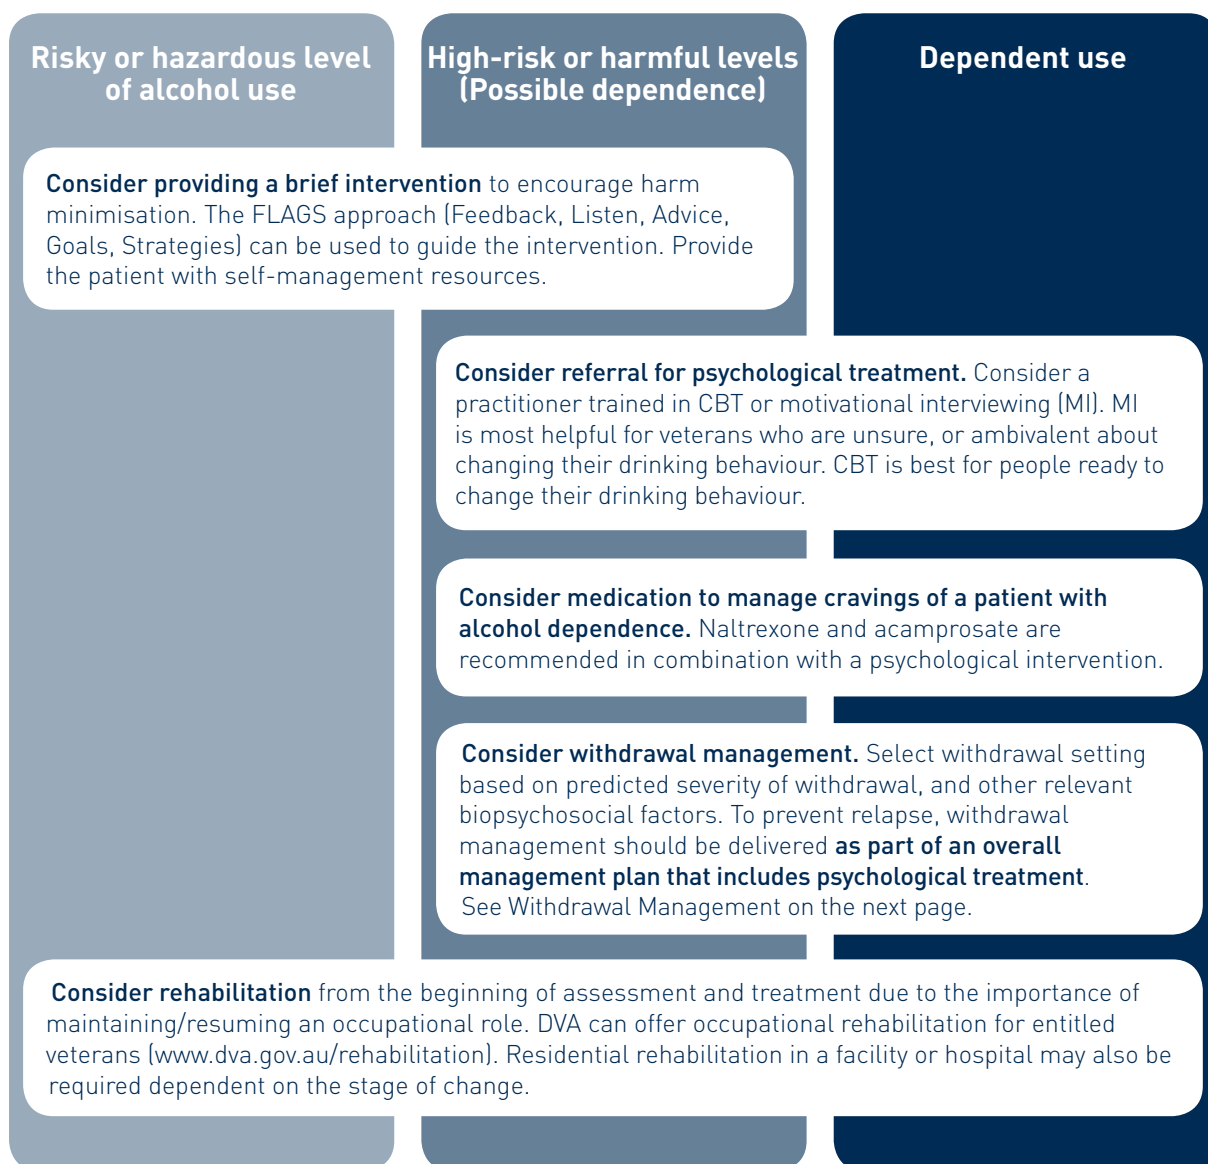 Risky or hazardous level
of alcohol use
High-risk or harmful levels
(Possible dependence)
Dependent use
Consider providing a brief intervention to encourage harm
minimisation. The FLAGS approach (Feedback, Listen, Advice,
Goals, Strategies) can be used to guide the intervention. Provide
the patient with self-management resources.
Consider referral for psychological treatment. Consider a
practitioner trained in CBT or motivational interviewing (MI). MI
is most helpful for veterans who are unsure, or ambivalent about
changing their drinking behaviour. CBT is best for people ready to
change their drinking behaviour.
Consider medication to manage cravings of a patient with
alcohol dependence. Naltrexone and acamprosate are
recommended in combination with a psychological intervention.
Consider withdrawal management. Select withdrawal setting
based on predicted severity of withdrawal, and other relevant
biopsychosocial factors. To prevent relapse, withdrawal
management should be delivered as part of an overall
management plan that includes psychological treatment.
See Withdrawal Management on the next page.
Consider rehabilitation from the beginning of assessment and treatment due to the importance of
maintaining/resuming an occupational role. DVA can offer occupational rehabilitation for entitled
veterans (www.dva.gov.au/rehabilitation). Residential rehabilitation in a facility or hospital may also be
required dependent on the stage of change.